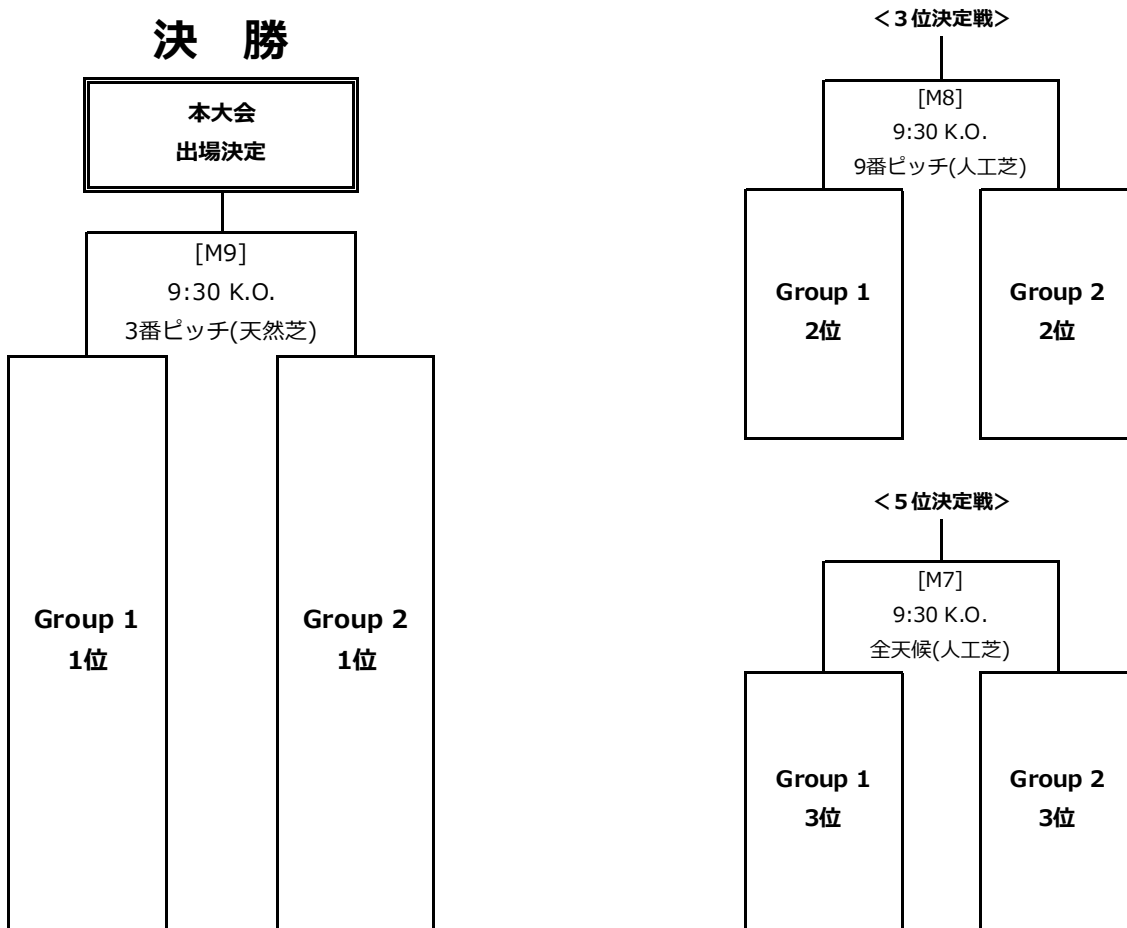 決　勝
本大会
出場決定
[M9]
9:30 K.O.
3番ピッチ(天然芝)
Group 1
1位
Group 2
1位
＜３位決定戦＞
[M8]
9:30 K.O.
9番ピッチ(人工芝)
Group 1
2位
Group 2
2位
＜５位決定戦＞
[M7]
9:30 K.O.
全天候(人工芝)
Group 1
3位
Group 2
3位